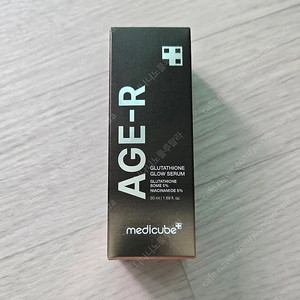 AGE-R
GLUTATHIONE
GLOW SERUM
GLUTATHIONE
SOME 5%
NIACINAMIDE 5%
50 ml / 1.69 fl. oz.
medicube